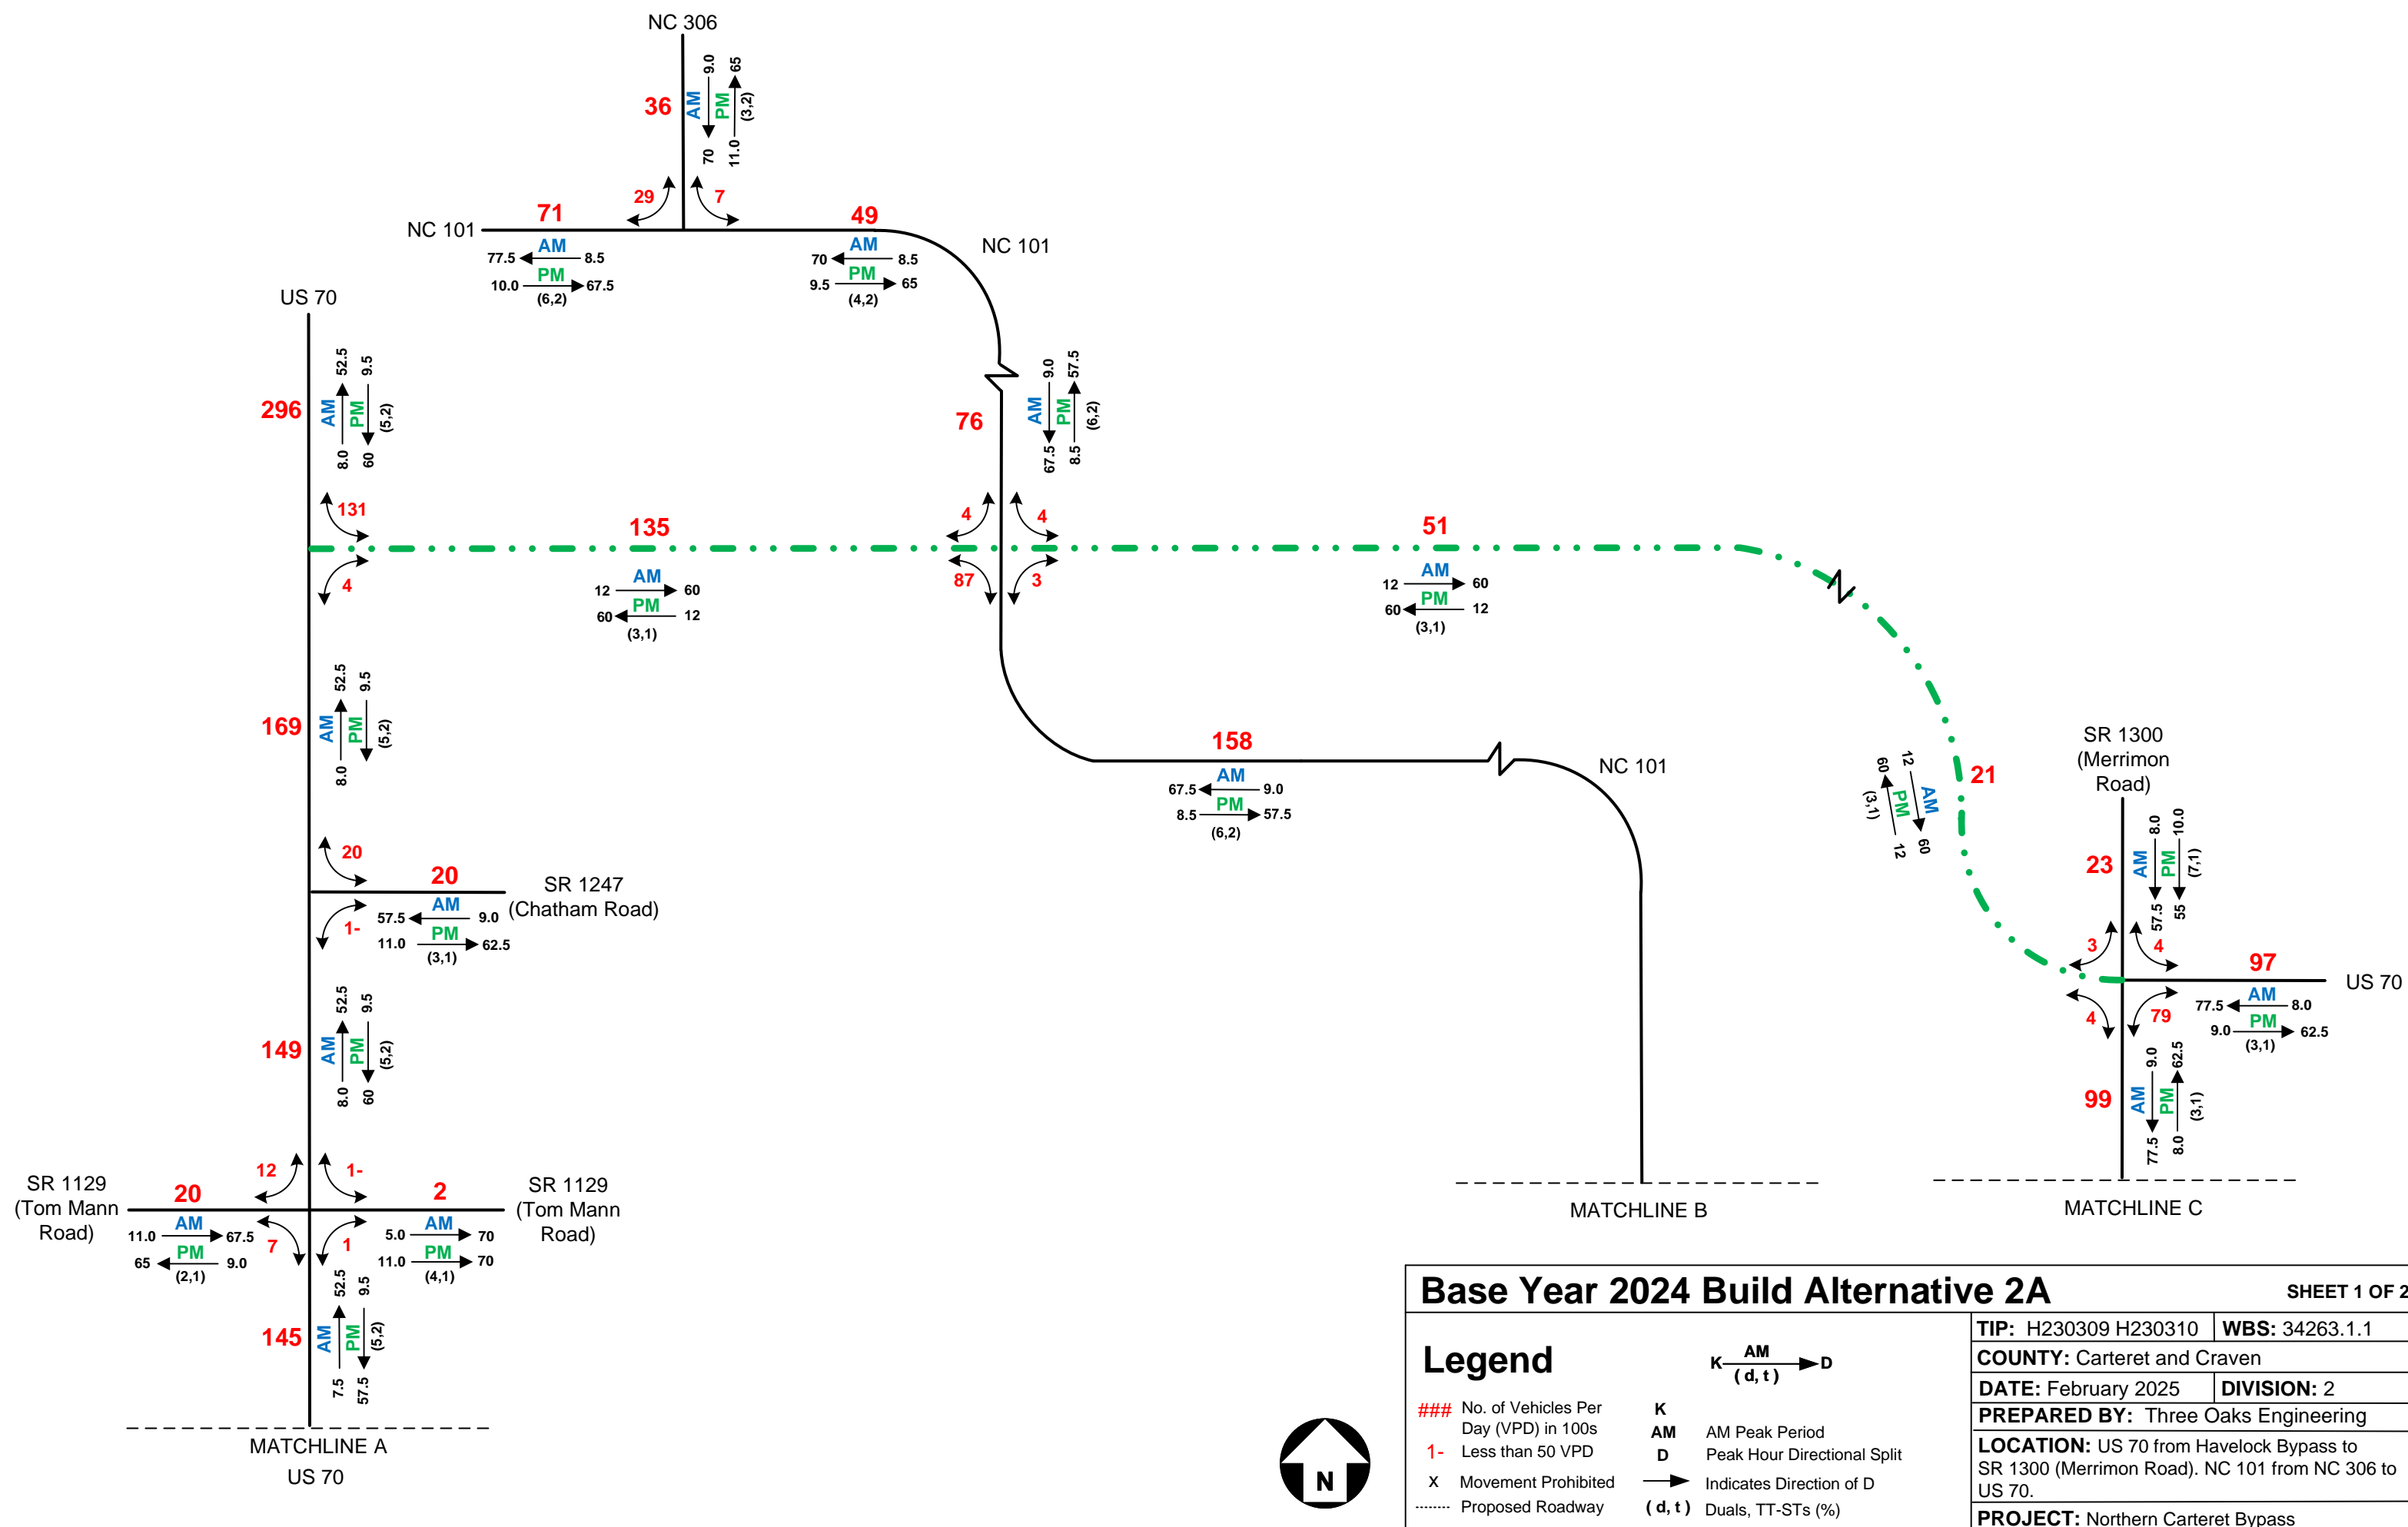 NC 306
36
AM
9.0
70
PM
11.0
65
(3,2)
29
7
71
49
NC 101
NC 101
AM
77.5
8.5
PM
10.0
67.5
(6,2)
AM
70
8.5
PM
9.5
65
(4,2)
US 70
296
AM
8.0
52.5
PM
9.5
60
(5,2)
76
AM
9.0
67.5
PM
8.5
57.5
(6,2)
131
4
135
AM
12
60
PM
60
12
(3,1)
4
4
87
3
51
AM
12
60
PM
60
12
(3,1)
169
AM
8.0
52.5
PM
9.5
(5,2)
158
AM
67.5
9.0
PM
8.5
57.5
(6,2)
NC 101
21
AM
12
60
PM
60
12
(3,1)
SR 1300
(Merrimon
Road)
23
AM
8.0
57.5
PM
10.0
55
(7,1)
20
1-
20
SR 1247
(Chatham Road)
AM
57.5
9.0
PM
11.0
62.5
(3,1)
3
4
4
79
97
US 70
AM
77.5
8.0
PM
9.0
62.5
(3,1)
149
AM
8.0
52.5
PM
9.5
60
(5,2)
99
AM
9.0
77.5
PM
8.0
62.5
(3,1)
SR 1129
(Tom Mann
Road)
20
12
1-
2
SR 1129
(Tom Mann
Road)
AM
11.0
67.5
PM
65
9.0
(2,1)
7
1
AM
5.0
70
PM
11.0
70
(4,1)
145
AM
7.5
52.5
PM
9.5
57.5
(5,2)
MATCHLINE A
US 70
MATCHLINE B
MATCHLINE C
N
Base Year 2024 Build Alternative 2A
SHEET 1 OF 2
Legend
K AM D
( d, t )
### No. of Vehicles Per
Day (VPD) in 100s
1- Less than 50 VPD
X Movement Prohibited
Proposed Roadway
K
AM AM Peak Period
D Peak Hour Directional Split
Indicates Direction of D
( d, t ) Duals, TT-STs (%)
TIP: H230309 H230310
WBS: 34263.1.1
COUNTY: Carteret and Craven
DATE: February 2025
DIVISION: 2
PREPARED BY: Three Oaks Engineering
LOCATION: US 70 from Havelock Bypass to
SR 1300 (Merrimon Road). NC 101 from NC 306 to
US 70.
PROJECT: Northern Carteret Bypass